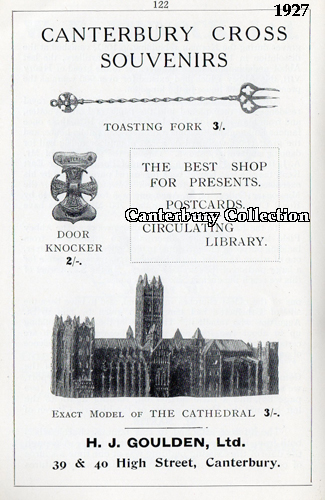 122
1927
CANTERBURY CROSS
SOUVENIRS
TOASTING FORK 3/.
THE BEST SHOP
FOR PRESENTS.
POSTCARDS.
Canterbury Collection
CIRCULATING
LIBRARY.
DOOR
KNOCKER
2/-.
EXACT MODEL OF THE CATHEDRAL 3/-.
H. J. GOULDEN, Ltd.
39 & 40 High Street, Canterbury.